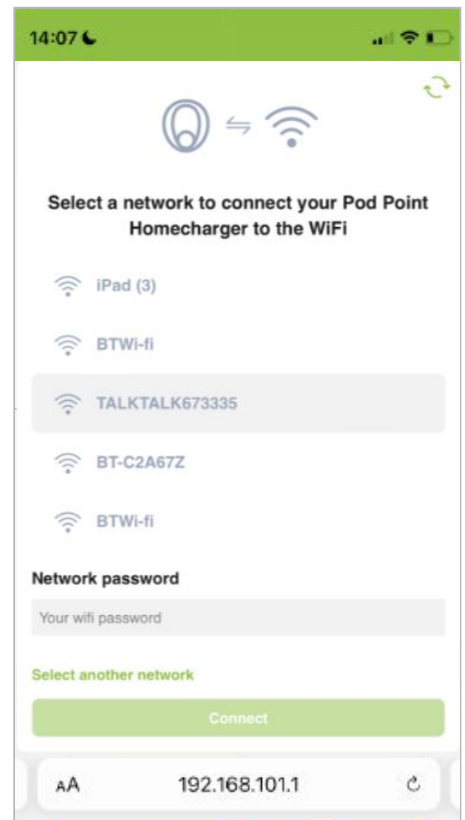 14:07
Select a network to connect your Pod Point
Homecharger to the WiFi
iPad (3)
BTWi-fi
TALKTALK673335
BT-C2A67Z
BTWi-fi
Network password
Your wifi password
Select another network
Connect
AA 192.168.101.1